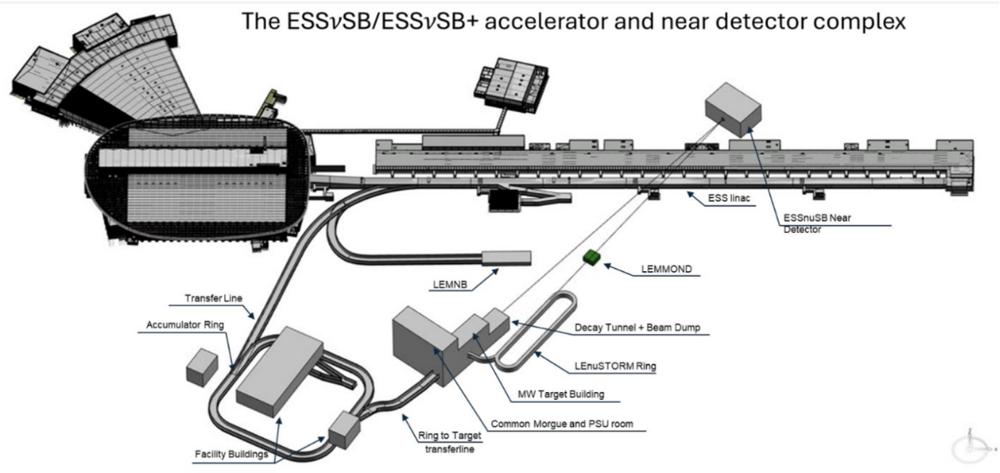 The ESSνSB/ESSνSB+ accelerator and near detector complex
ESS linac
ESSnuSB Near
Detector
LEMMOND
LEMNB
Transfer Line
Accumulator Ring
Decay Tunnel + Beam Dump
LEnuSTORM Ring
MW Target Building
Common Morgue and PSU room
Ring to Target
transferline
Facility Buildings